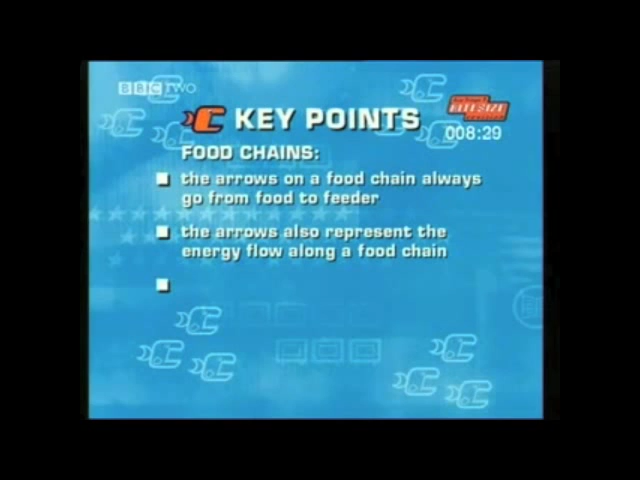 BBC TWO
KEY POINTS
BITESIZE
008:29
FOOD CHAINS:
the arrows on a food chain always
go from food to feeder
the arrows also represent the
energy flow along a food chain